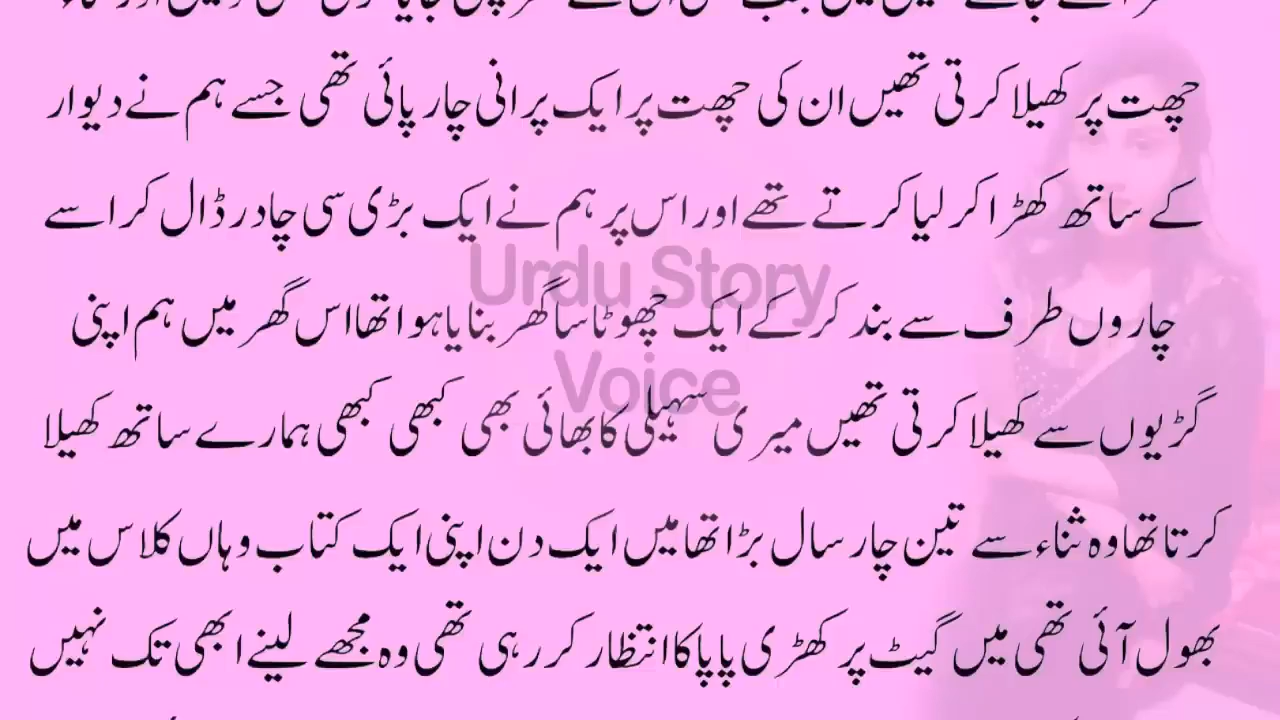 چھت پر کھیلا کرتی تھیں ان کی چھت پر ایک پرانی چارپائی تھی جسے ہم نے دیوار
کے ساتھ کھڑا کر لیا کرتے تھے اور اس پر ہم نے ایک بڑی سی چادر ڈال کر اسے
Urdu Story
چاروں طرف سے بند کر کے ایک چھوٹا سا گھر بنایا ہوا تھا اس گھر میں ہم اپنی
Voice
گڑیوں سے کھیلا کرتی تھیں میری سہیلی کا بھائی بھی کبھی کبھی ہمارے ساتھ کھیلا
کرتا تھا وہ ثناء سے تین چار سال بڑا تھا میں ایک دن اپنی ایک کتاب وہاں کلاس میں
بھول آئی تھی میں گیٹ پر کھڑی پاپا کا انتظار کر رہی تھی وہ مجھے لینے ابھی تک نہیں